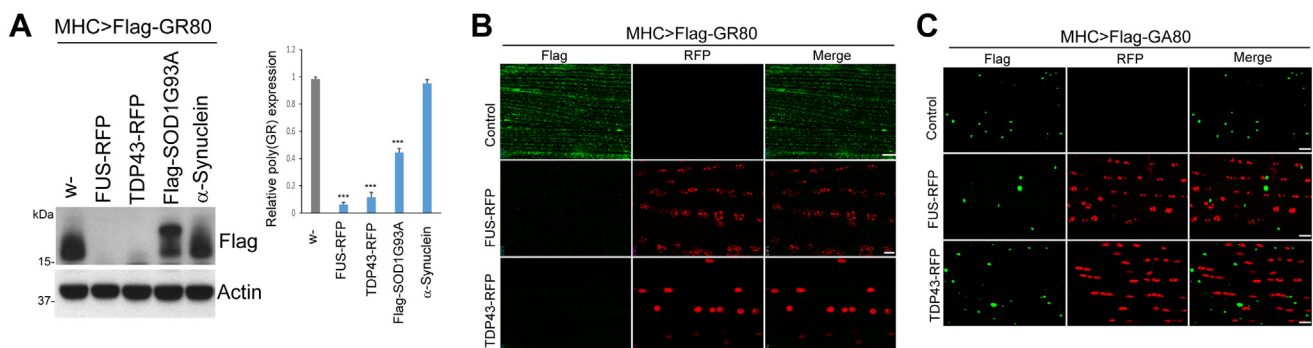 A
MHC>Flag-GR80
w-
FUS-RFP
TDP43-RFP
Flag-SOD1G93A
α-Synuclein
kDa
15-
Flag
37-
Actin
Relative poly(GR) expression
1.2
1
0.8
0.6
0.4
0.2
0
***
***
***
w-
FUS-RFP
TDP43-RFP
Flag-SOD1G93A
α-Synuclein
B
MHC>Flag-GR80
Flag RFP Merge
Control
FUS-RFP
TDP43-RFP
C
MHC>Flag-GA80
Flag RFP Merge
Control
FUS-RFP
TDP43-RFP